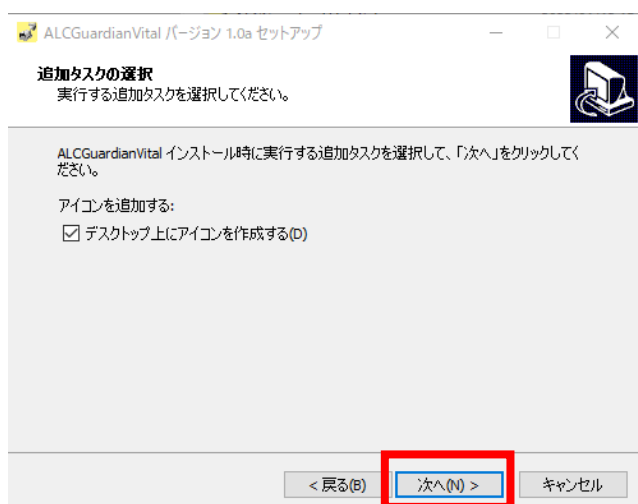 ALCGuardianVital バージョン 1.0a セットアップ
追加タスクの選択
実行する追加タスクを選択してください。
ALCGuardianVital インストール時に実行する追加タスクを選択して、「次へ」をクリックしてく
ださい。
アイコンを追加する:
デスクトップ上にアイコンを作成する(D)
< 戻る(B)
次へ(N) >
キャンセル